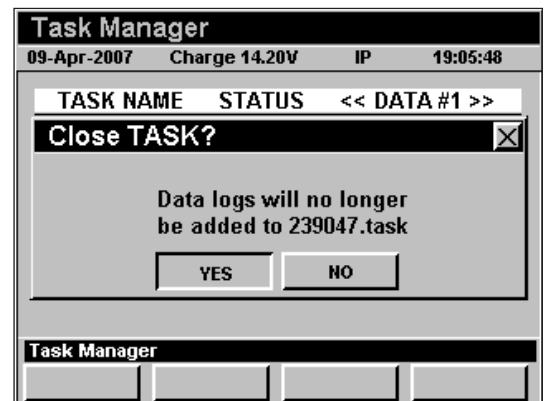 Task Manager
09-Apr-2007 Charge 14.20V IP 19:05:48
TASK NAME STATUS << DATA #1 >>
Close TASK?
Data logs will no longer
be added to 239047.task
YES NO
Task Manager